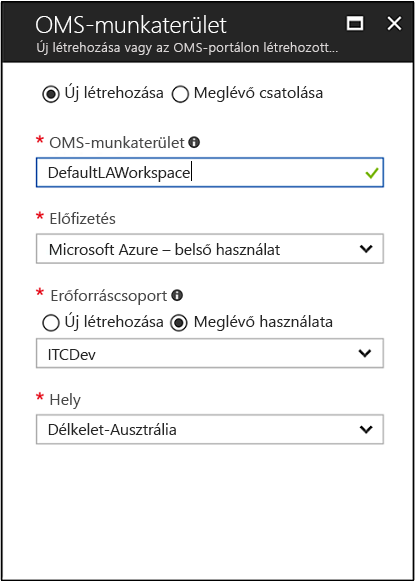 OMS-munkaterület
Új létrehozása vagy az OMS-portálon létrehozott...
Új létrehozása Meglévő csatolása
* OMS-munkaterület
DefaultLAWorkspace
* Előfizetés
Microsoft Azure – belső használat
* Erőforráscsoport
Új létrehozása Meglévő használata
ITCDev
* Hely
Délkelet-Ausztrália